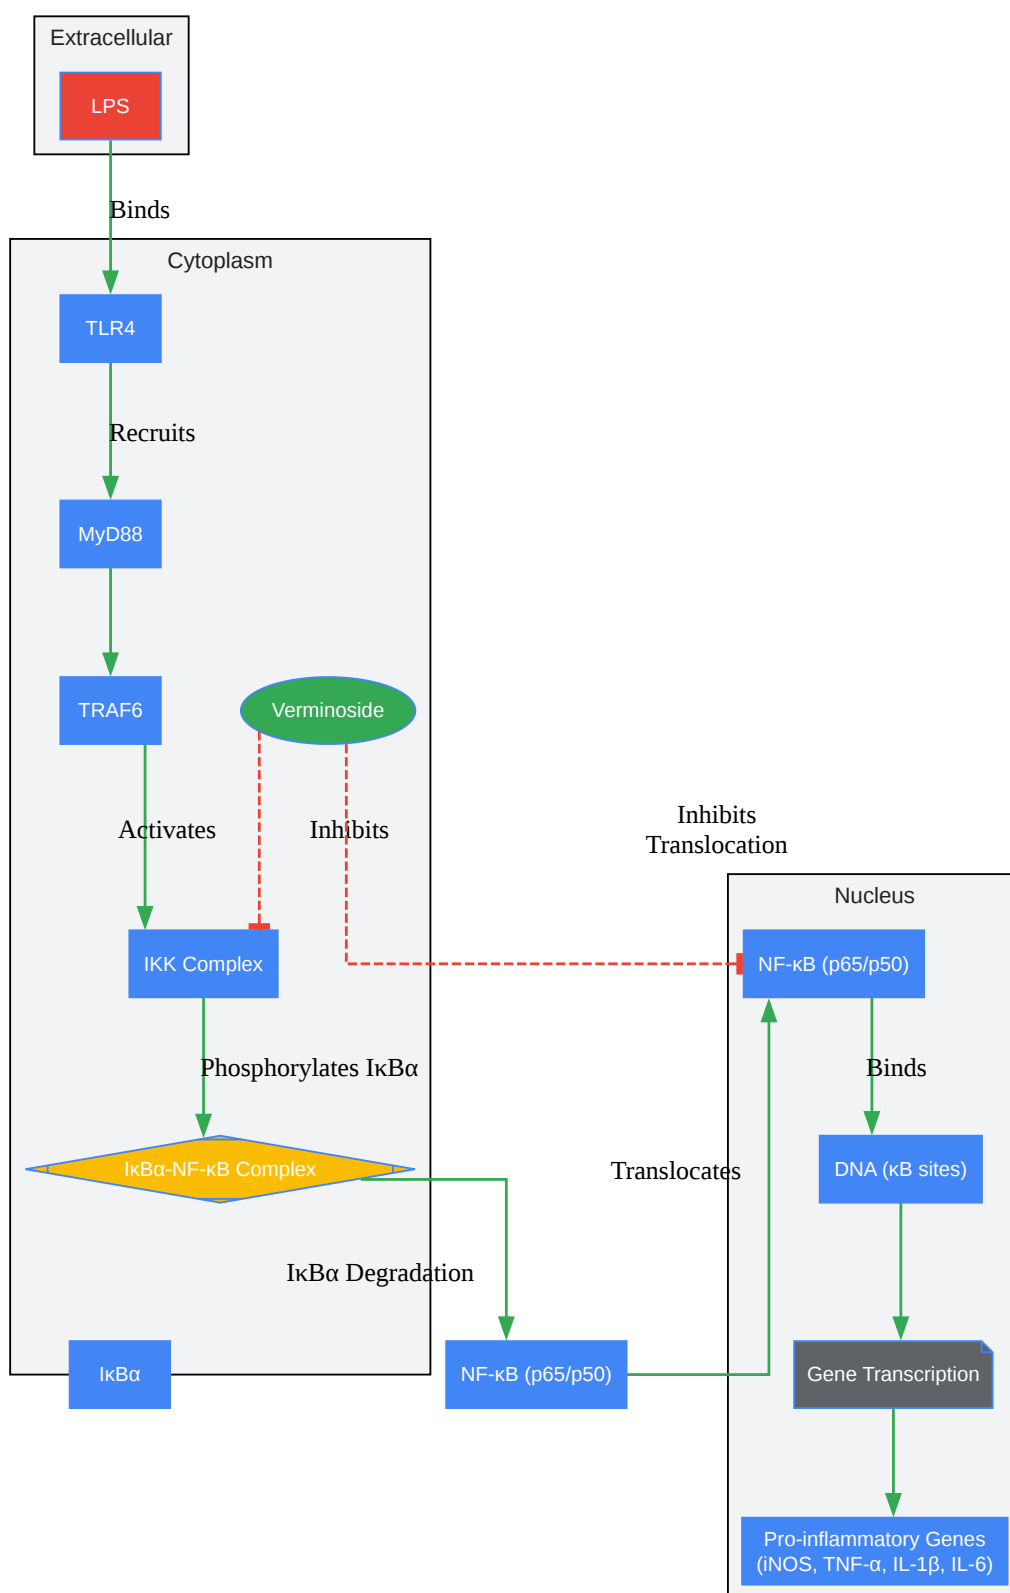 Extracellular
LPS
Binds
Cytoplasm
TLR4
Recruits
MyD88
TRAF6
Verminoside
Activates
Inhibits
Inhibits
Translocation
Nucleus
IKK Complex
NF-κB (p65/p50)
Phosphorylates IκBα
Binds
IκBα-NF-κB Complex
Translocates
DNA (κB sites)
IκBα Degradation
IκBα
NF-κB (p65/p50)
Gene Transcription
Pro-inflammatory Genes
(iNOS, TNF-α, IL-1β, IL-6)